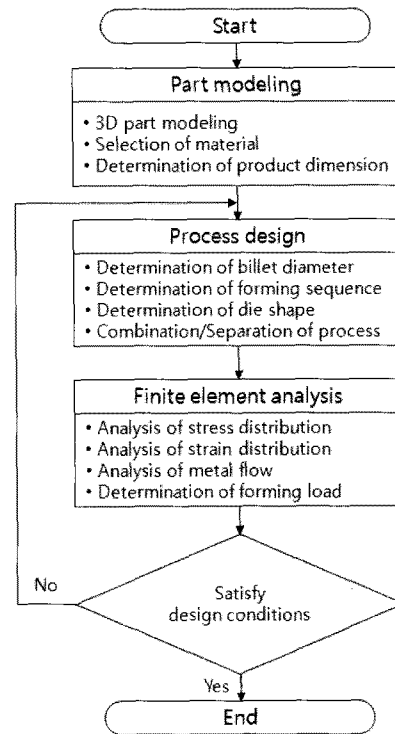 Start
Part modeling
• 3D part modeling
• Selection of material
• Determination of product dimension
Process design
• Determination of billet diameter
• Determination of forming sequence
• Determination of die shape
• Combination/Separation of process
Finite element analysis
• Analysis of stress distribution
• Analysis of strain distribution
• Analysis of metal flow
• Determination of forming load
No
Satisfy
design conditions
Yes
End